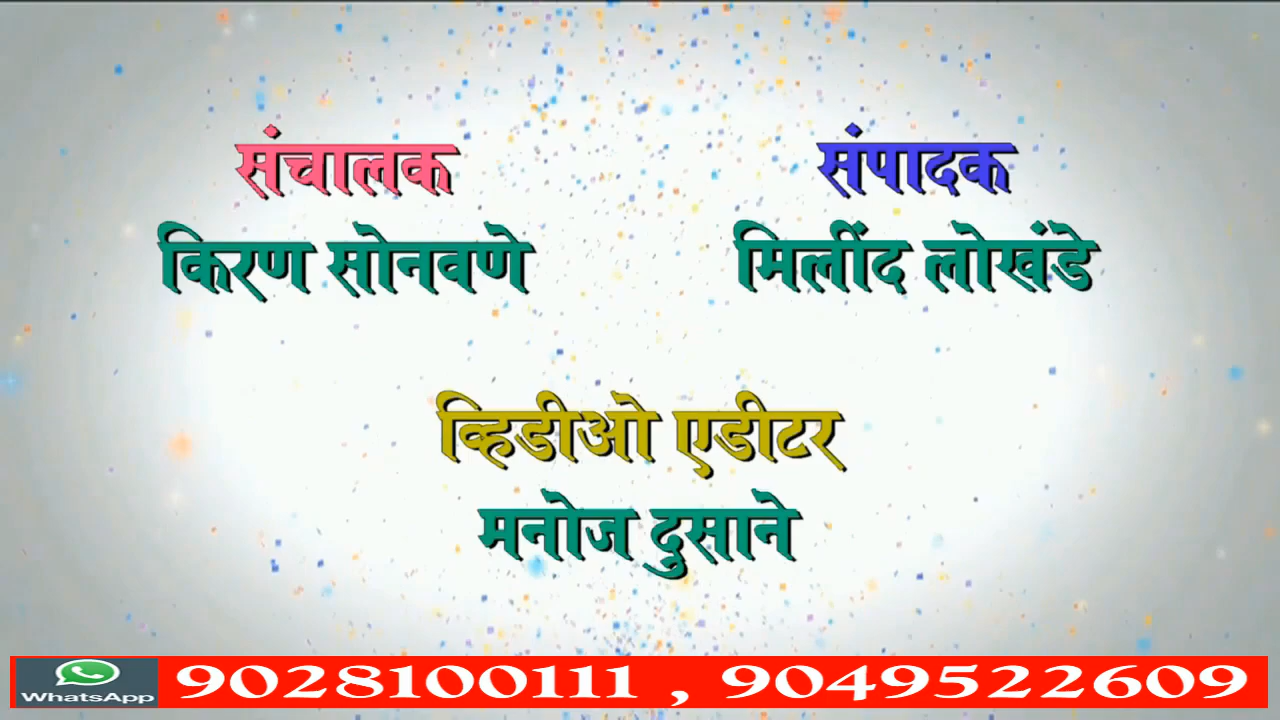 संचालक
किरण सोनवणे
संपादक
मिलींद लोखंडे
व्हिडीओ एडीटर
मनोज दुसाने
WhatsApp 9028100111 , 9049522609